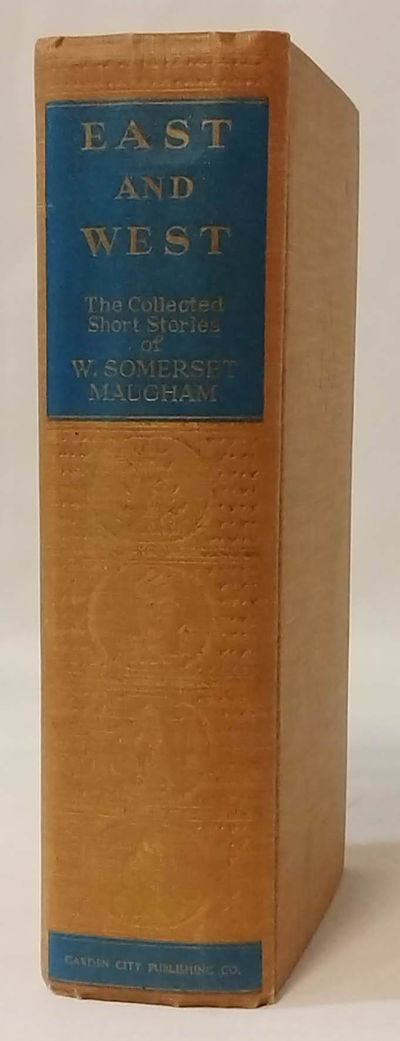 EAST
AND
WEST
The Collected
Short Stories
of
W. SOMERSET
MAUGHAM
GARDEN CITY PUBLISHING CO.